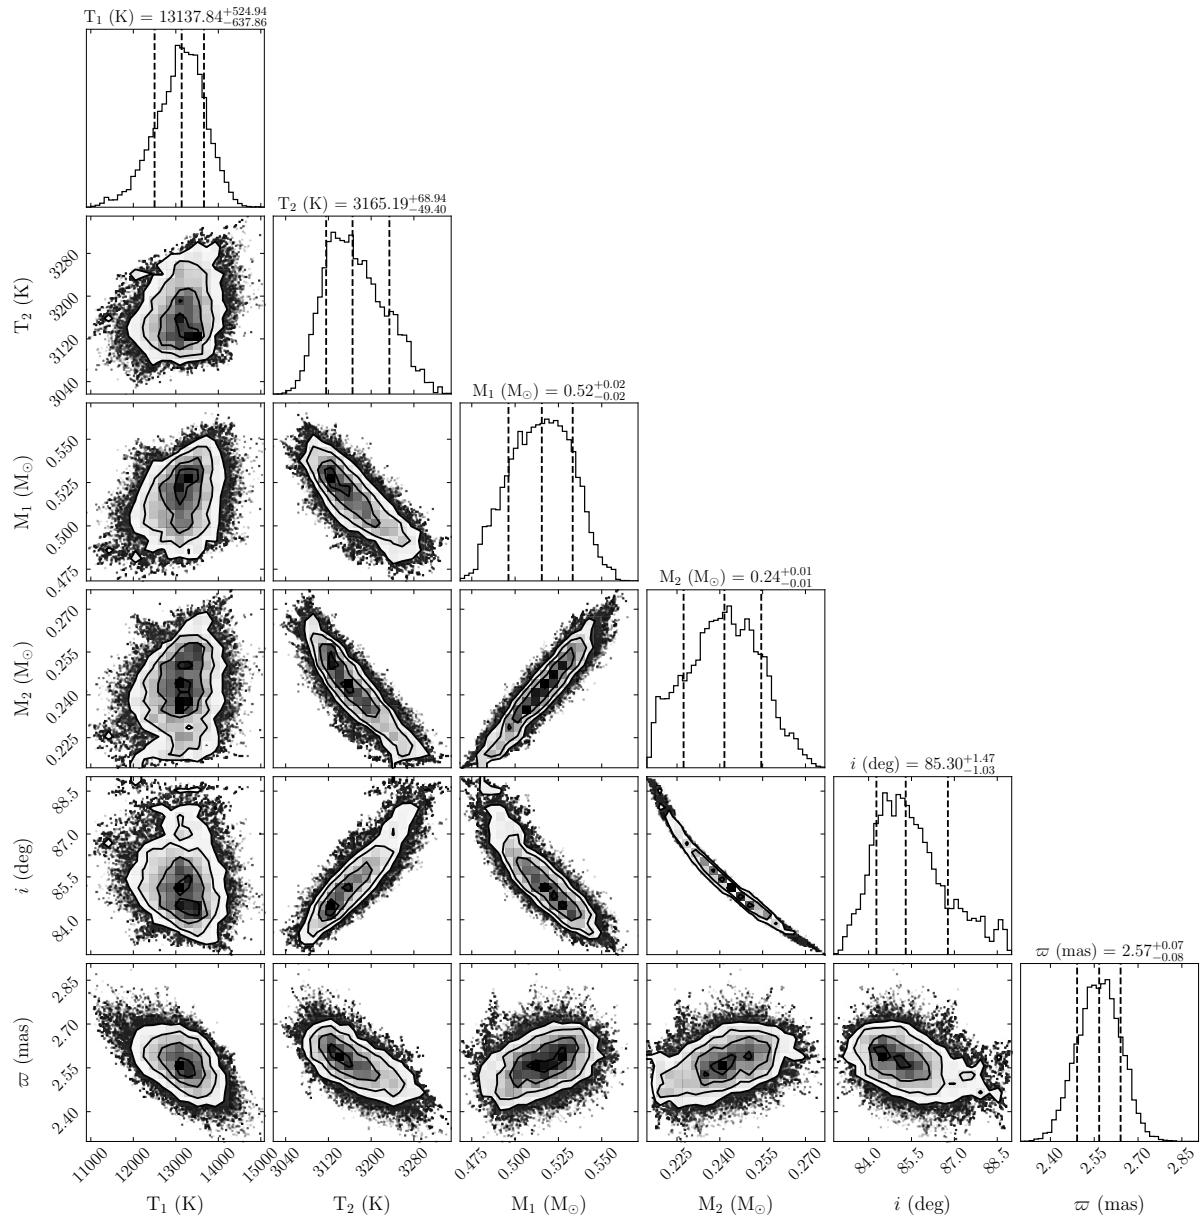 T₁ (K) = 13137.84⁺⁵²⁴·⁹⁴₋₆₃₇.₈₆
T₂ (K) = 3165.19⁺⁶⁸·⁹⁴₋₄₉.₄₀
3280
3200
3120
3040
T₂ (K)
M₁ (M⊙) = 0.52⁺⁰·⁰²₋₀.₀₂
0.550
0.525
0.500
0.475
M₁ (M⊙)
M₂ (M⊙) = 0.24⁺⁰·⁰¹₋₀.₀₁
0.270
0.255
0.240
0.225
M₂ (M⊙)
i (deg) = 85.30⁺¹·⁴⁷₋₁.₀₃
88.5
87.0
85.5
84.0
i (deg)
ϖ (mas) = 2.57⁺⁰·⁰⁷₋₀.₀₈
2.85
2.70
2.55
2.40
ϖ (mas)
11000 12000 13000 14000 15000 3040 3120 3200 3280 0.475 0.500 0.525 0.550 0.225 0.240 0.255 0.270 84.0 85.5 87.0 88.5 2.40 2.55 2.70 2.85
T₁ (K) T₂ (K) M₁ (M⊙) M₂ (M⊙) i (deg) ϖ (mas)